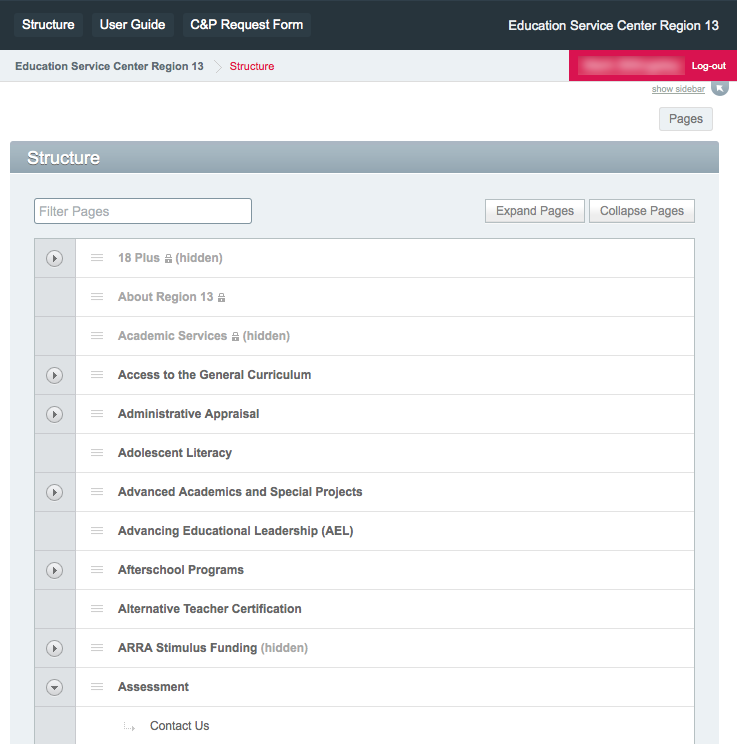 Structure User Guide C&P Request Form Education Service Center Region 13
Education Service Center Region 13 Structure Log-out
show sidebar
Pages
Structure
Filter Pages Expand Pages Collapse Pages
18 Plus (hidden)
About Region 13
Academic Services (hidden)
Access to the General Curriculum
Administrative Appraisal
Adolescent Literacy
Advanced Academics and Special Projects
Advancing Educational Leadership (AEL)
Afterschool Programs
Alternative Teacher Certification
ARRA Stimulus Funding (hidden)
Assessment
Contact Us